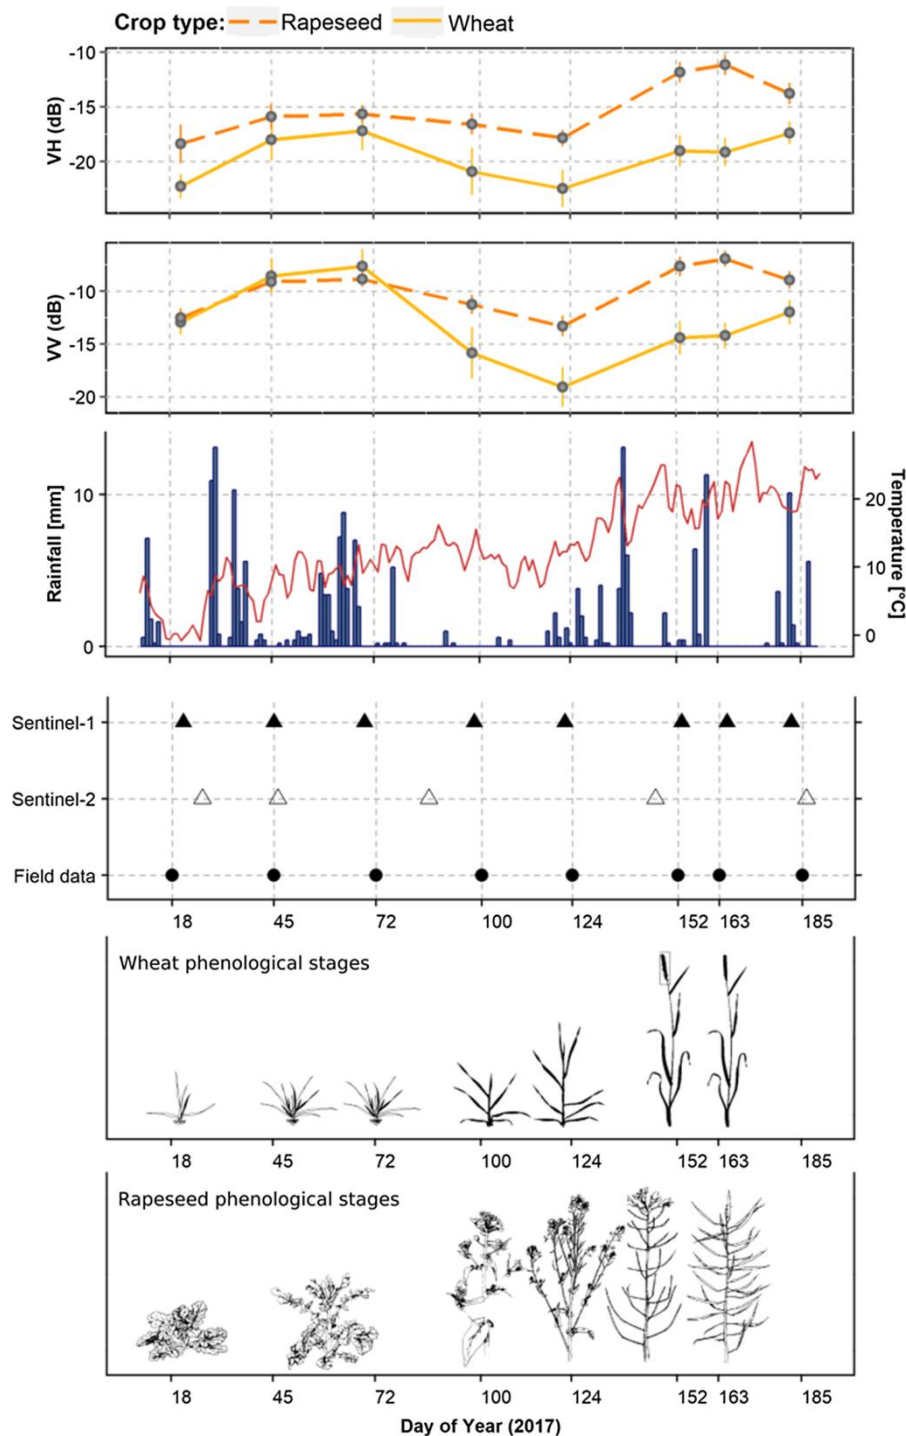 Crop type: Rapeseed Wheat
-10
-15
-20
VH (dB)
-10
-15
-20
VV (dB)
10
0
Rainfall [mm]
20
10
0
Temperature [°C]
Sentinel-1
Sentinel-2
Field data
18 45 72 100 124 152 163 185
Wheat phenological stages
18 45 72 100 124 152 163 185
Rapeseed phenological stages
18 45 72 100 124 152 163 185
Day of Year (2017)